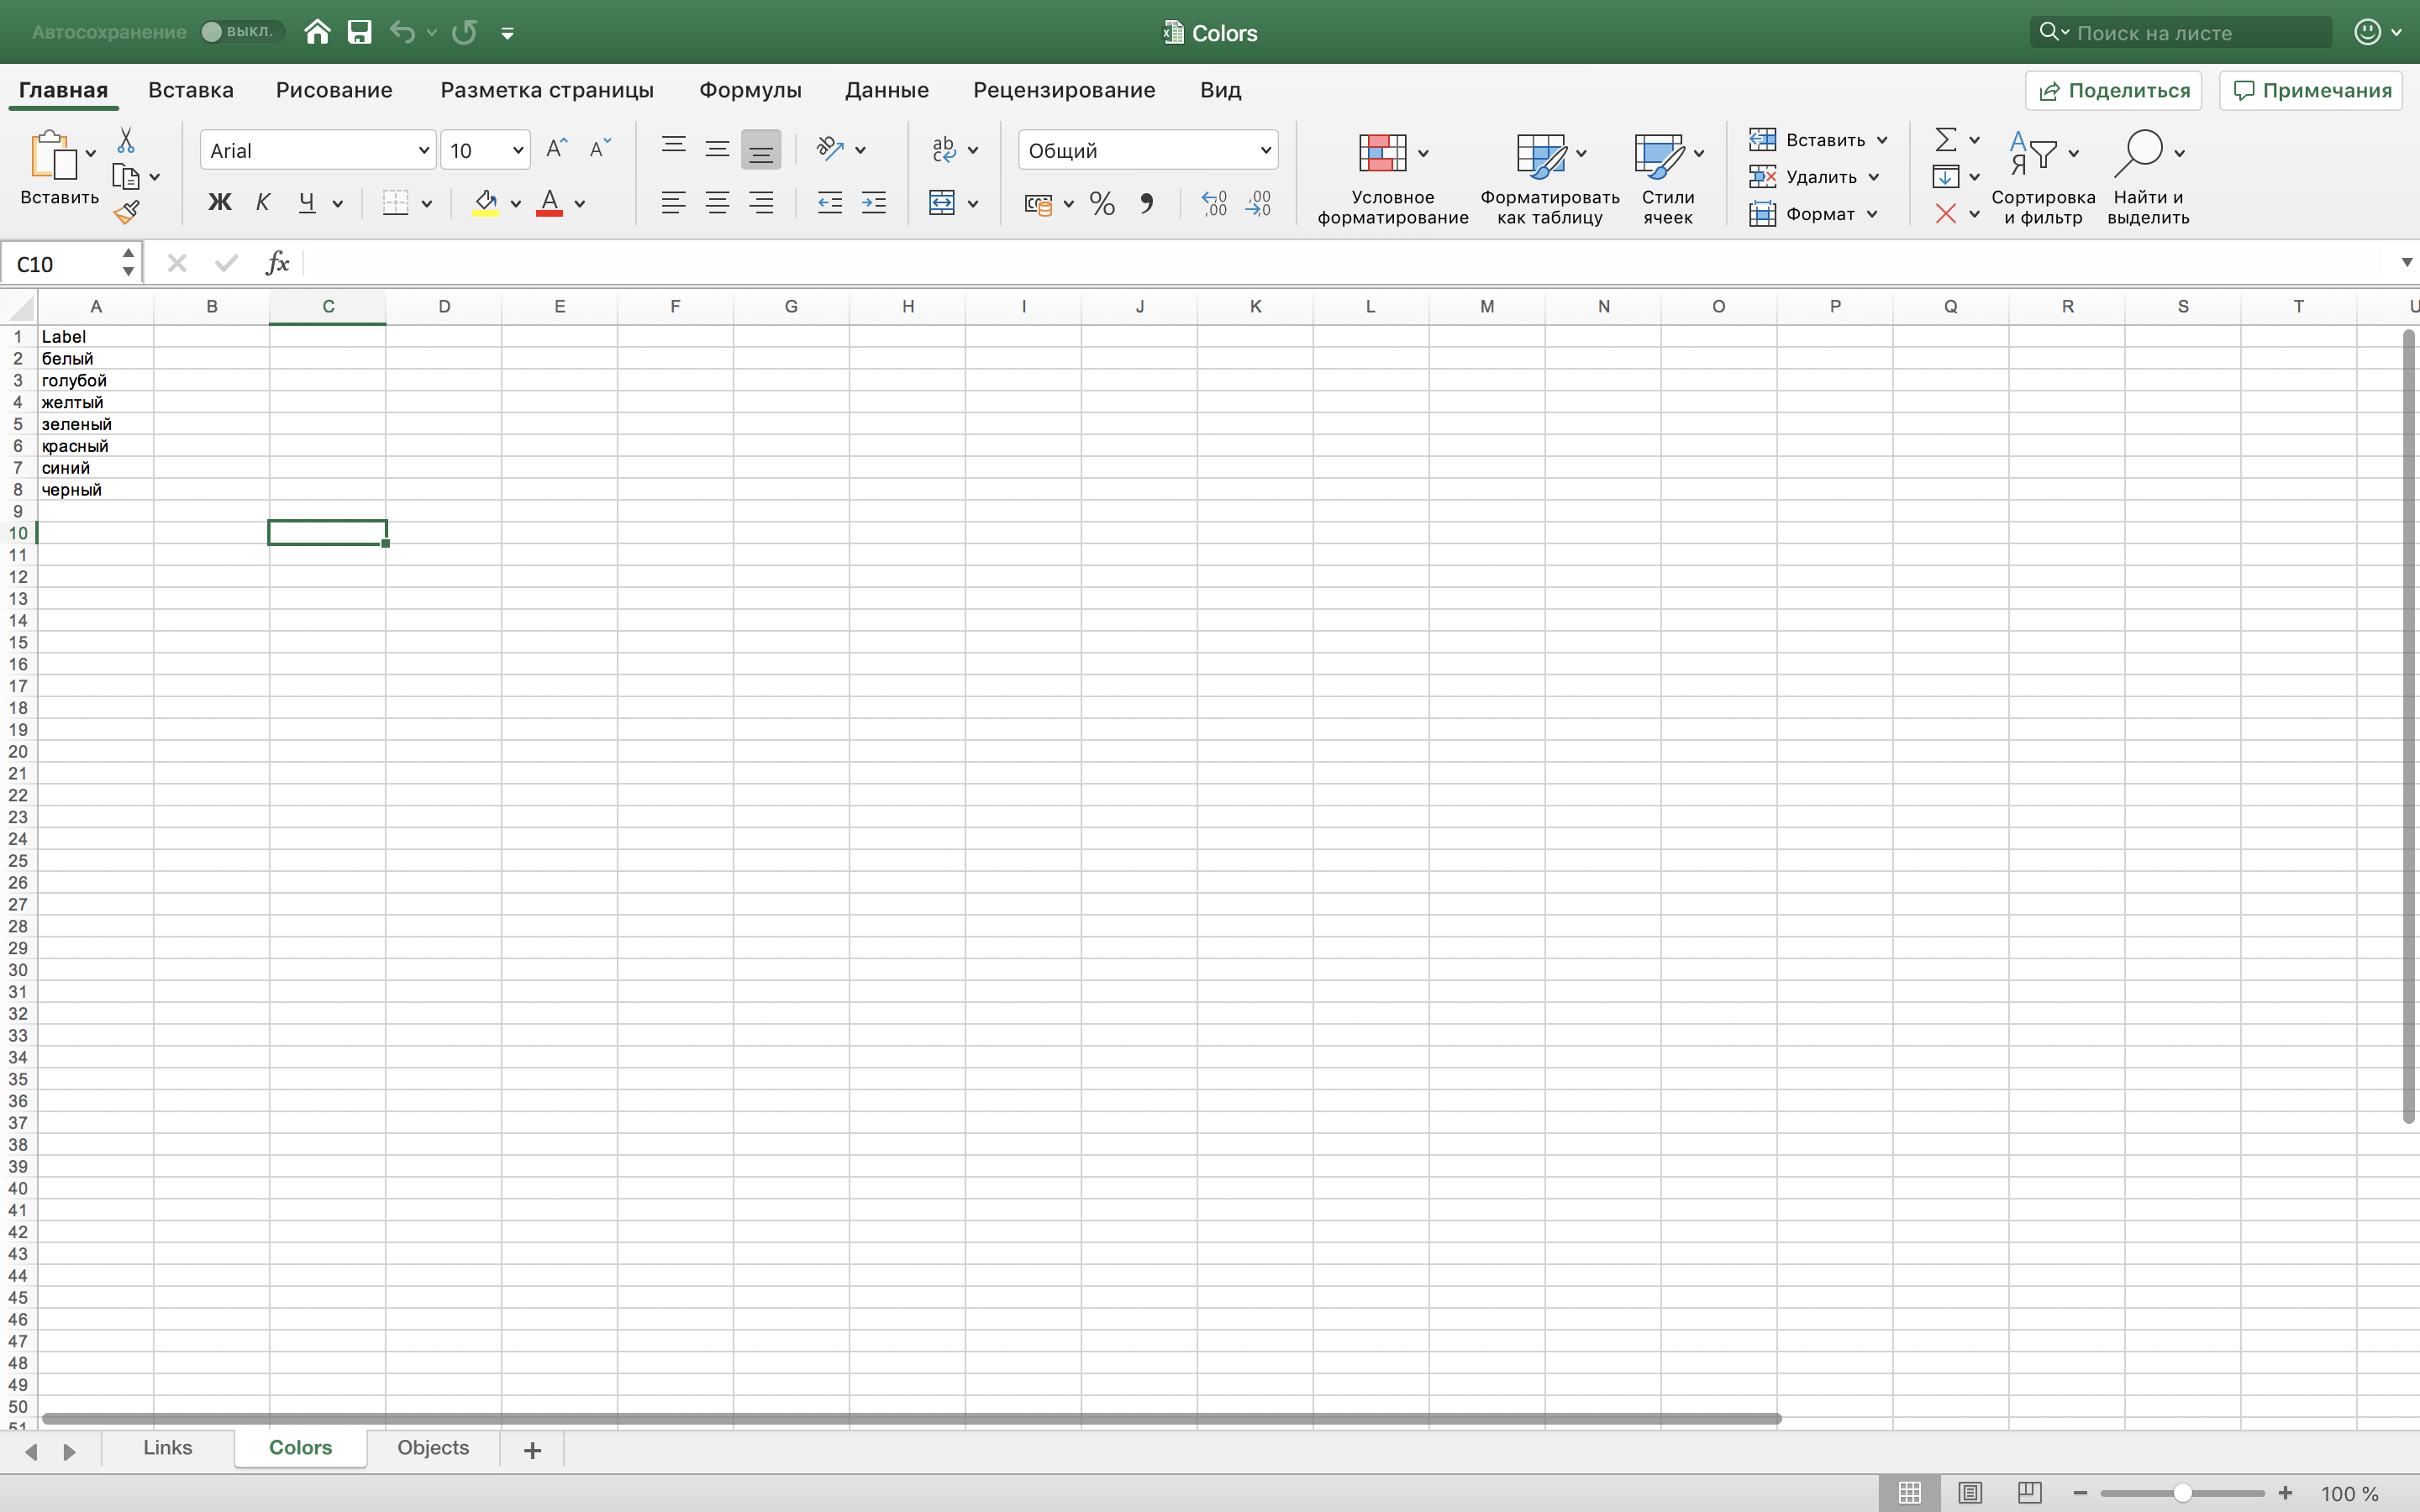 Автосохранение ВЫКЛ. Colors Поиск на листе
Главная Вставка Рисование Разметка страницы Формулы Данные Рецензирование Вид Поделиться Примечания
Вставить
Arial 10
Ж К Ч А
Общий
Условное форматирование
Форматировать как таблицу
Стили ячеек
Вставить
Удалить
Формат
Сортировка и фильтр
Найти и выделить
C10 fx
A B C D E F G H I J K L M N O P Q R S T U
1 Label
2 белый
3 голубой
4 желтый
5 зеленый
6 красный
7 синий
8 черный
9
10
11
12
13
14
15
16
17
18
19
20
21
22
23
24
25
26
27
28
29
30
31
32
33
34
35
36
37
38
39
40
41
42
43
44
45
46
47
48
49
50
51
Links Colors Objects +
100 %